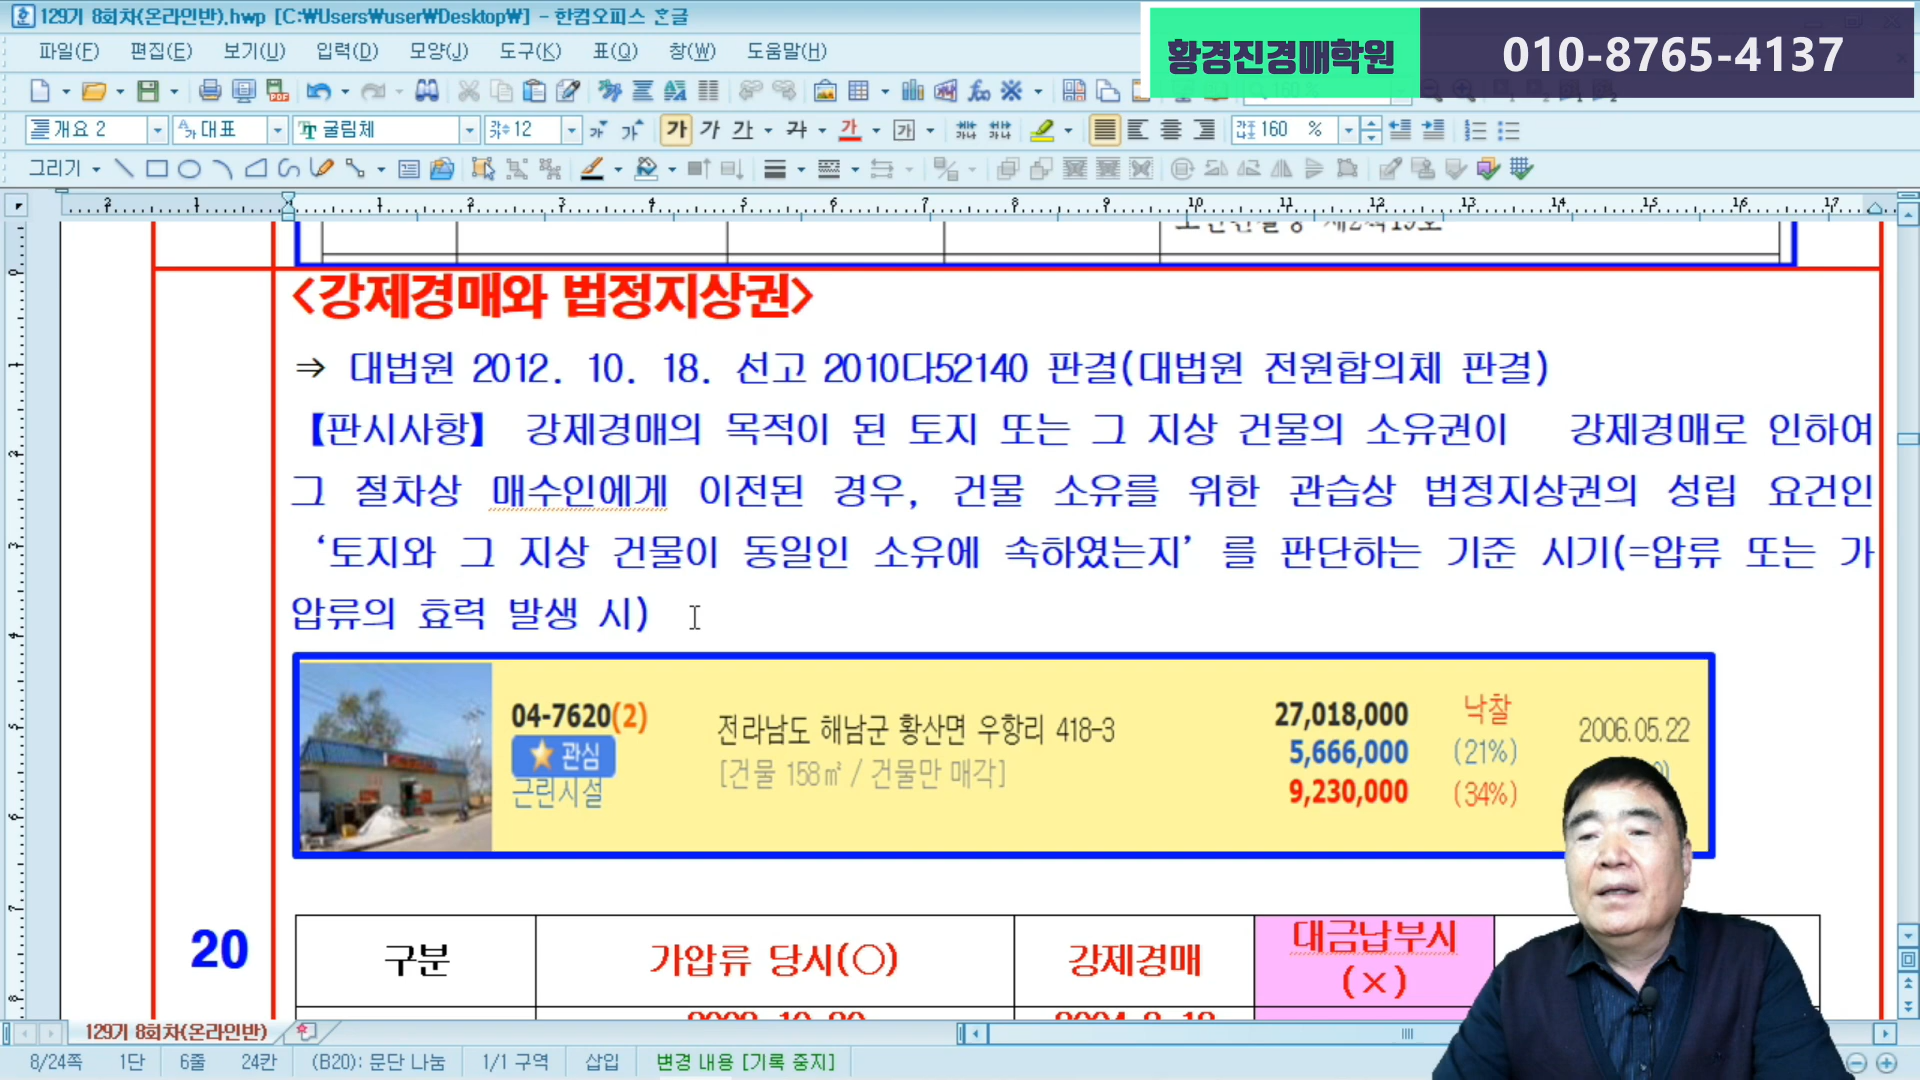 129기 8회차(온라인반).hwp [C:₩Users₩user₩Desktop₩] - 한컴오피스 한글
황경진경매학원
010-8765-4137
파일(F) 편집(E) 보기(U) 입력(D) 모양(J) 도구(K) 표(Q) 창(W) 도움말(H)
개요 2 대표 굴림체 12 가 가 가 가 가 가 160 %
그리기
<강제경매와 법정지상권>
⇒ 대법원 2012. 10. 18. 선고 2010다52140 판결(대법원 전원합의체 판결)
【판시사항】 강제경매의 목적이 된 토지 또는 그 지상 건물의 소유권이 강제경매로 인하여
그 절차상 매수인에게 이전된 경우, 건물 소유를 위한 관습상 법정지상권의 성립 요건인
‘토지와 그 지상 건물이 동일인 소유에 속하였는지’를 판단하는 기준 시기(=압류 또는 가
압류의 효력 발생 시)
04-7620(2)
관심
근린시설
전라남도 해남군 황산면 우항리 418-3
[건물 158㎡ / 건물만 매각]
27,018,000 낙찰
5,666,000 (21%)
9,230,000 (34%)
2006.05.22
20
구분 가압류 당시(○) 강제경매 대금납부시
(×)
129기 8회차(온라인반)
8/24쪽 1단 6줄 24칸 (B20): 문단 나눔 1/1 구역 삽입 변경 내용 [기록 중지]